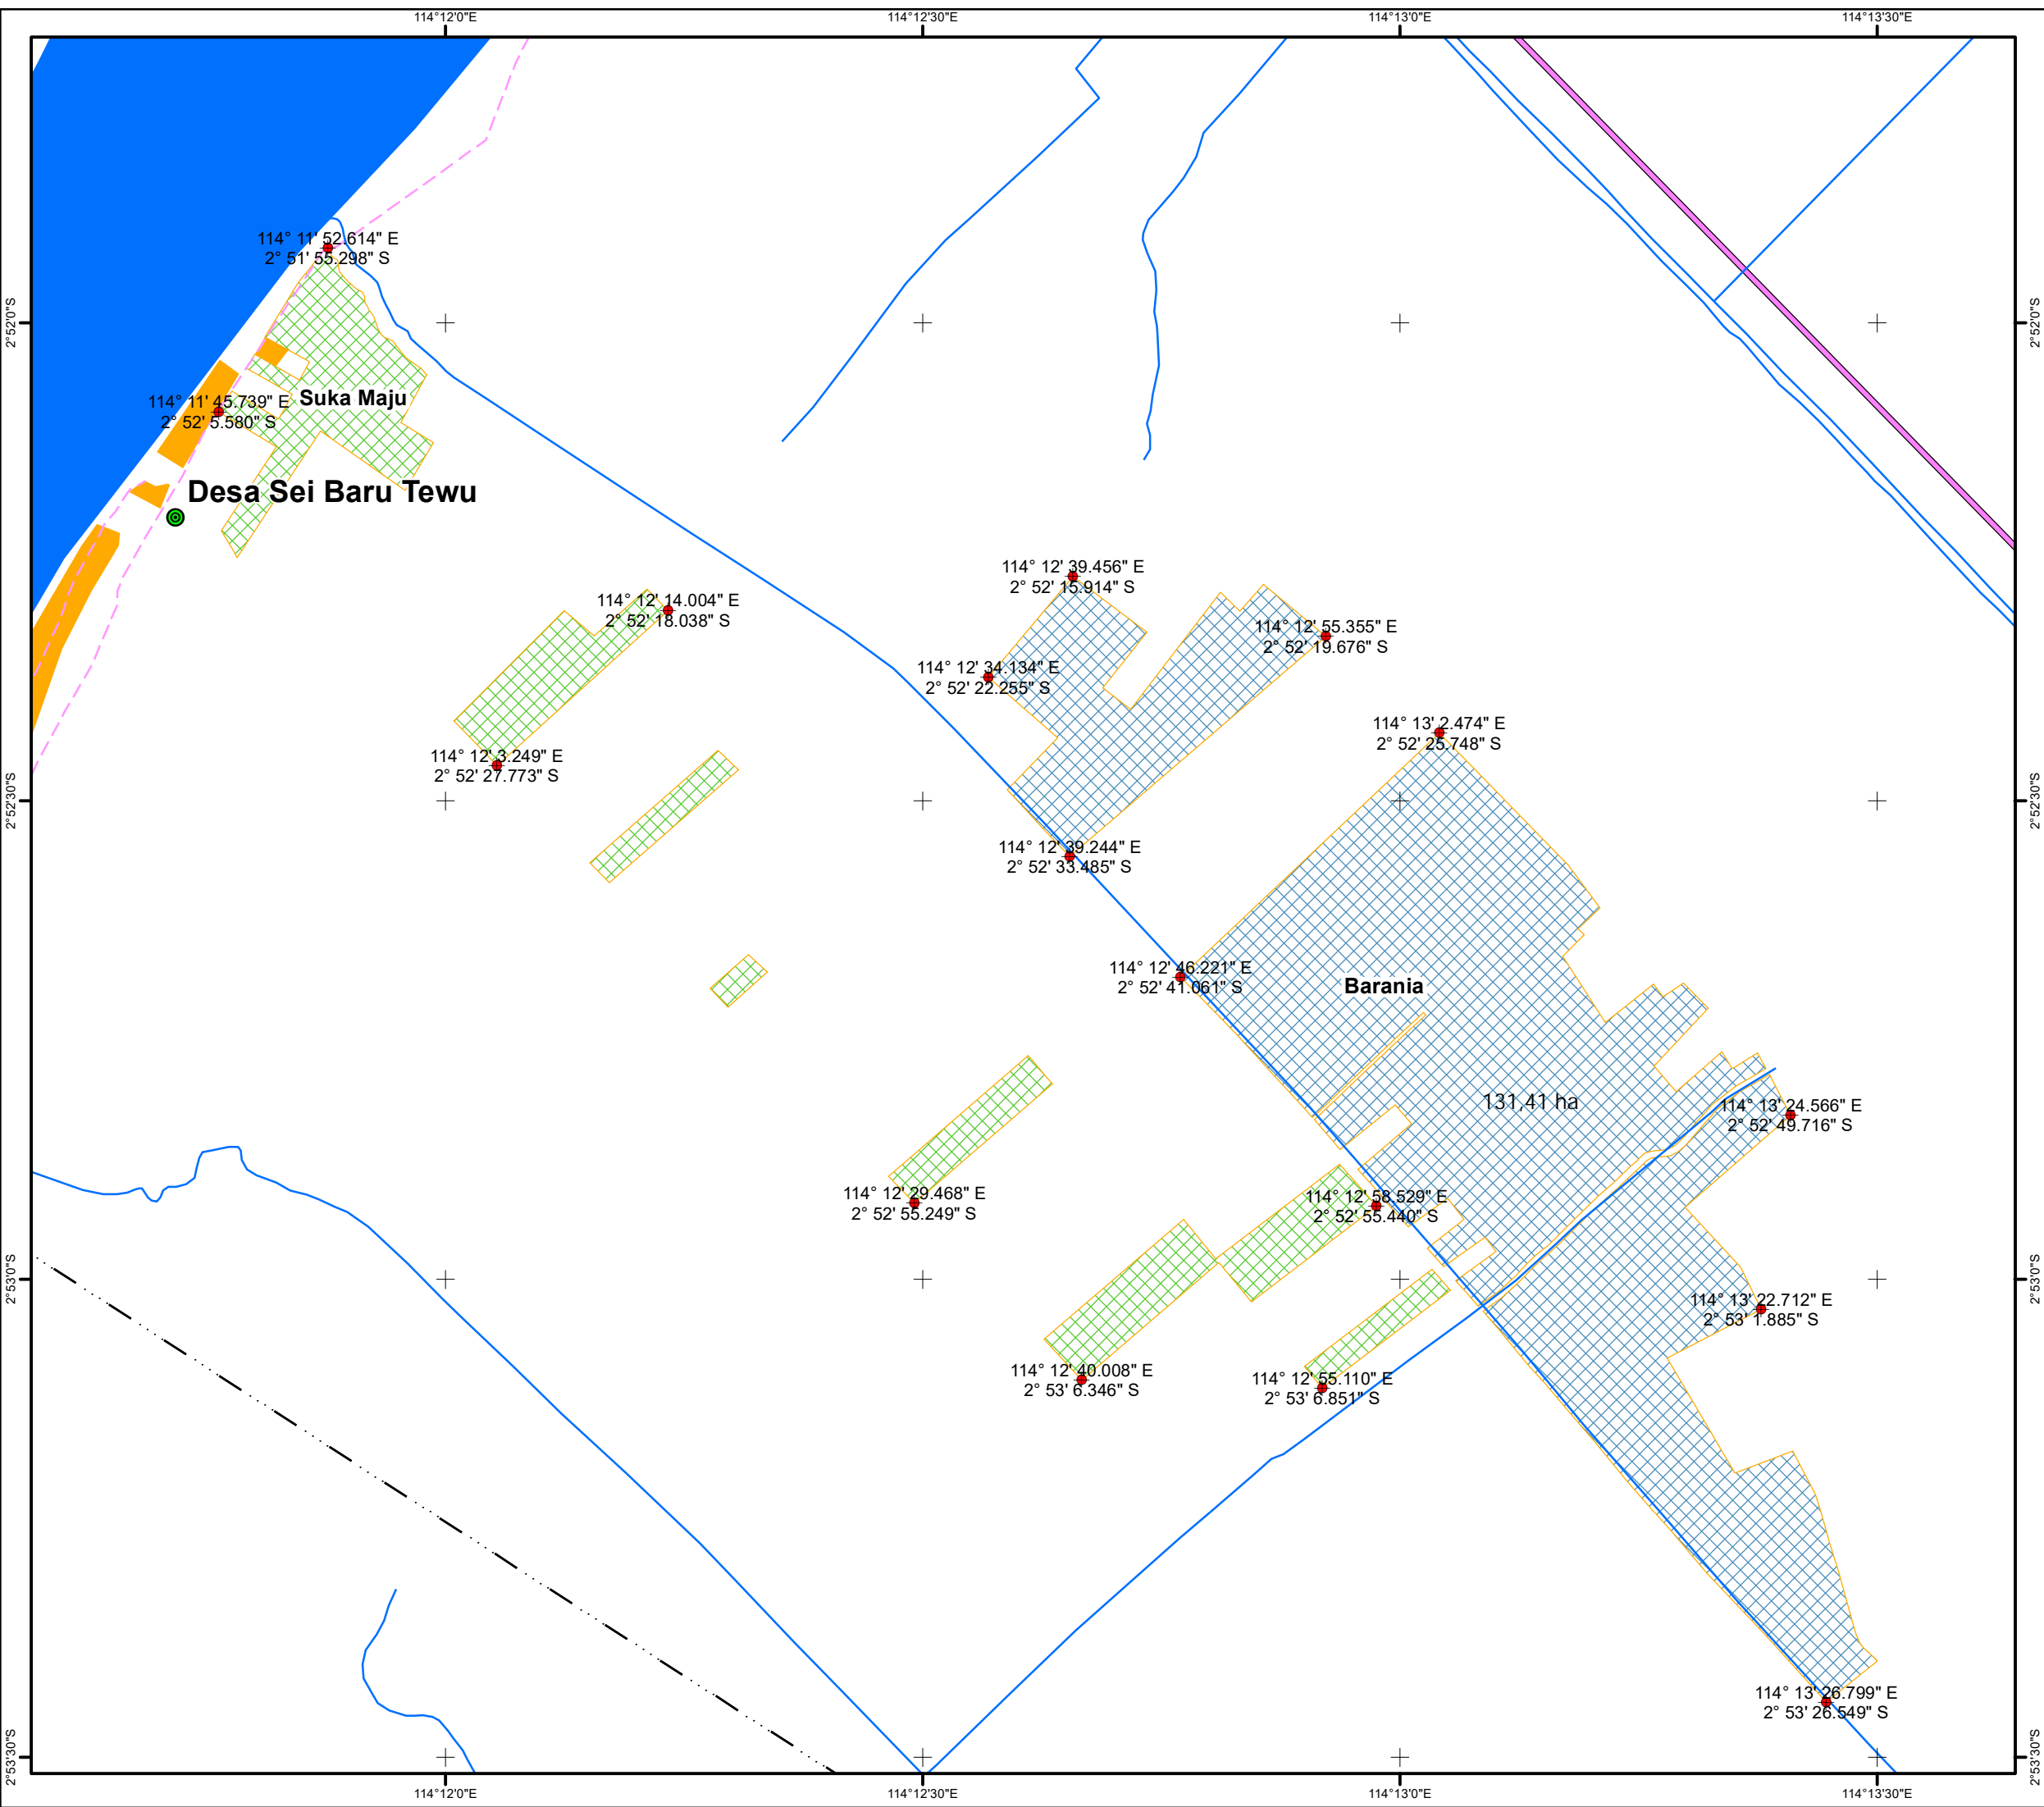 114°12'0"E
114°12'30"E
114°13'0"E
114°13'30"E
114° 11' 52.614" E
2° 51' 55.298" S
2°52'0"S
2°52'0"S
114° 11' 45.739" E
2° 52' 5.580" S
Suka Maju
Desa Sei Baru Tewu
114° 12' 39.456" E
2° 52' 15.914" S
114° 12' 14.004" E
2° 52' 18.038" S
114° 12' 55.355" E
2° 52' 19.676" S
114° 12' 34.134" E
2° 52' 22.255" S
114° 13' 2.474" E
2° 52' 25.748" S
114° 12' 3.249" E
2° 52' 27.773" S
2°52'30"S
2°52'30"S
114° 12' 39.244" E
2° 52' 33.485" S
114° 12' 46.221" E
2° 52' 41.061" S
Barania
131,41 ha
114° 13' 24.566" E
2° 52' 49.716" S
114° 12' 29.468" E
2° 52' 55.249" S
114° 12' 58.529" E
2° 52' 55.440" S
2°53'0"S
2°53'0"S
114° 13' 22.712" E
2° 53' 1.885" S
114° 12' 40.008" E
2° 53' 6.346" S
114° 12' 55.110" E
2° 53' 6.851" S
114° 13' 26.799" E
2° 53' 26.549" S
2°53'30"S
2°53'30"S
114°12'0"E
114°12'30"E
114°13'0"E
114°13'30"E